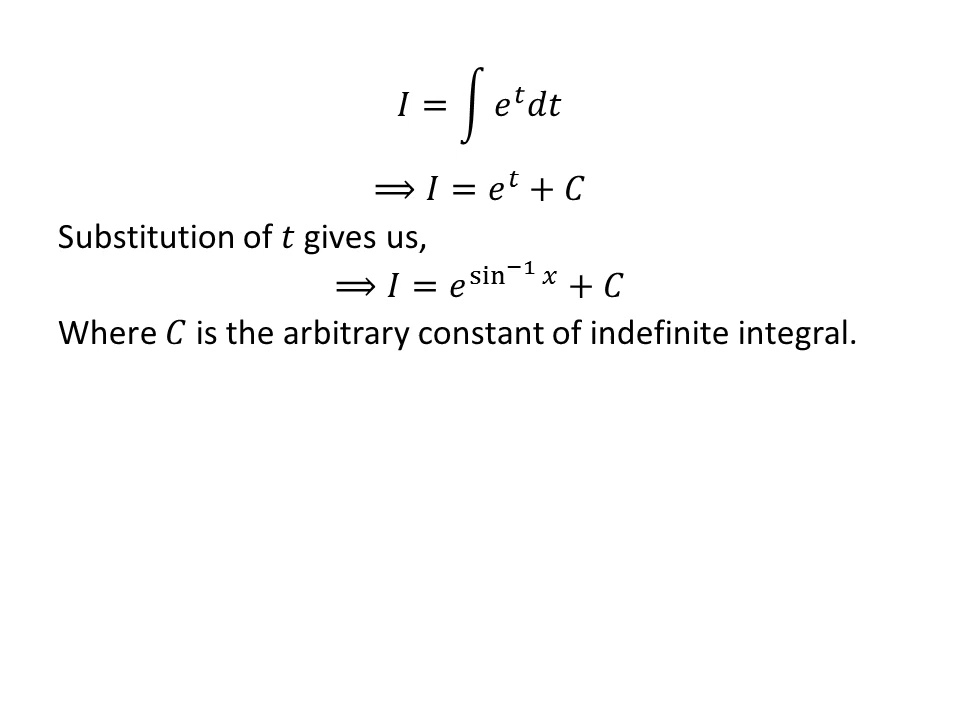 𝐼 = ∫ 𝑒^𝑡 𝑑𝑡
⟹ 𝐼 = 𝑒^𝑡 + 𝐶
Substitution of 𝑡 gives us,
⟹ 𝐼 = 𝑒^(sin^(−1) 𝑥) + 𝐶
Where 𝐶 is the arbitrary constant of indefinite integral.